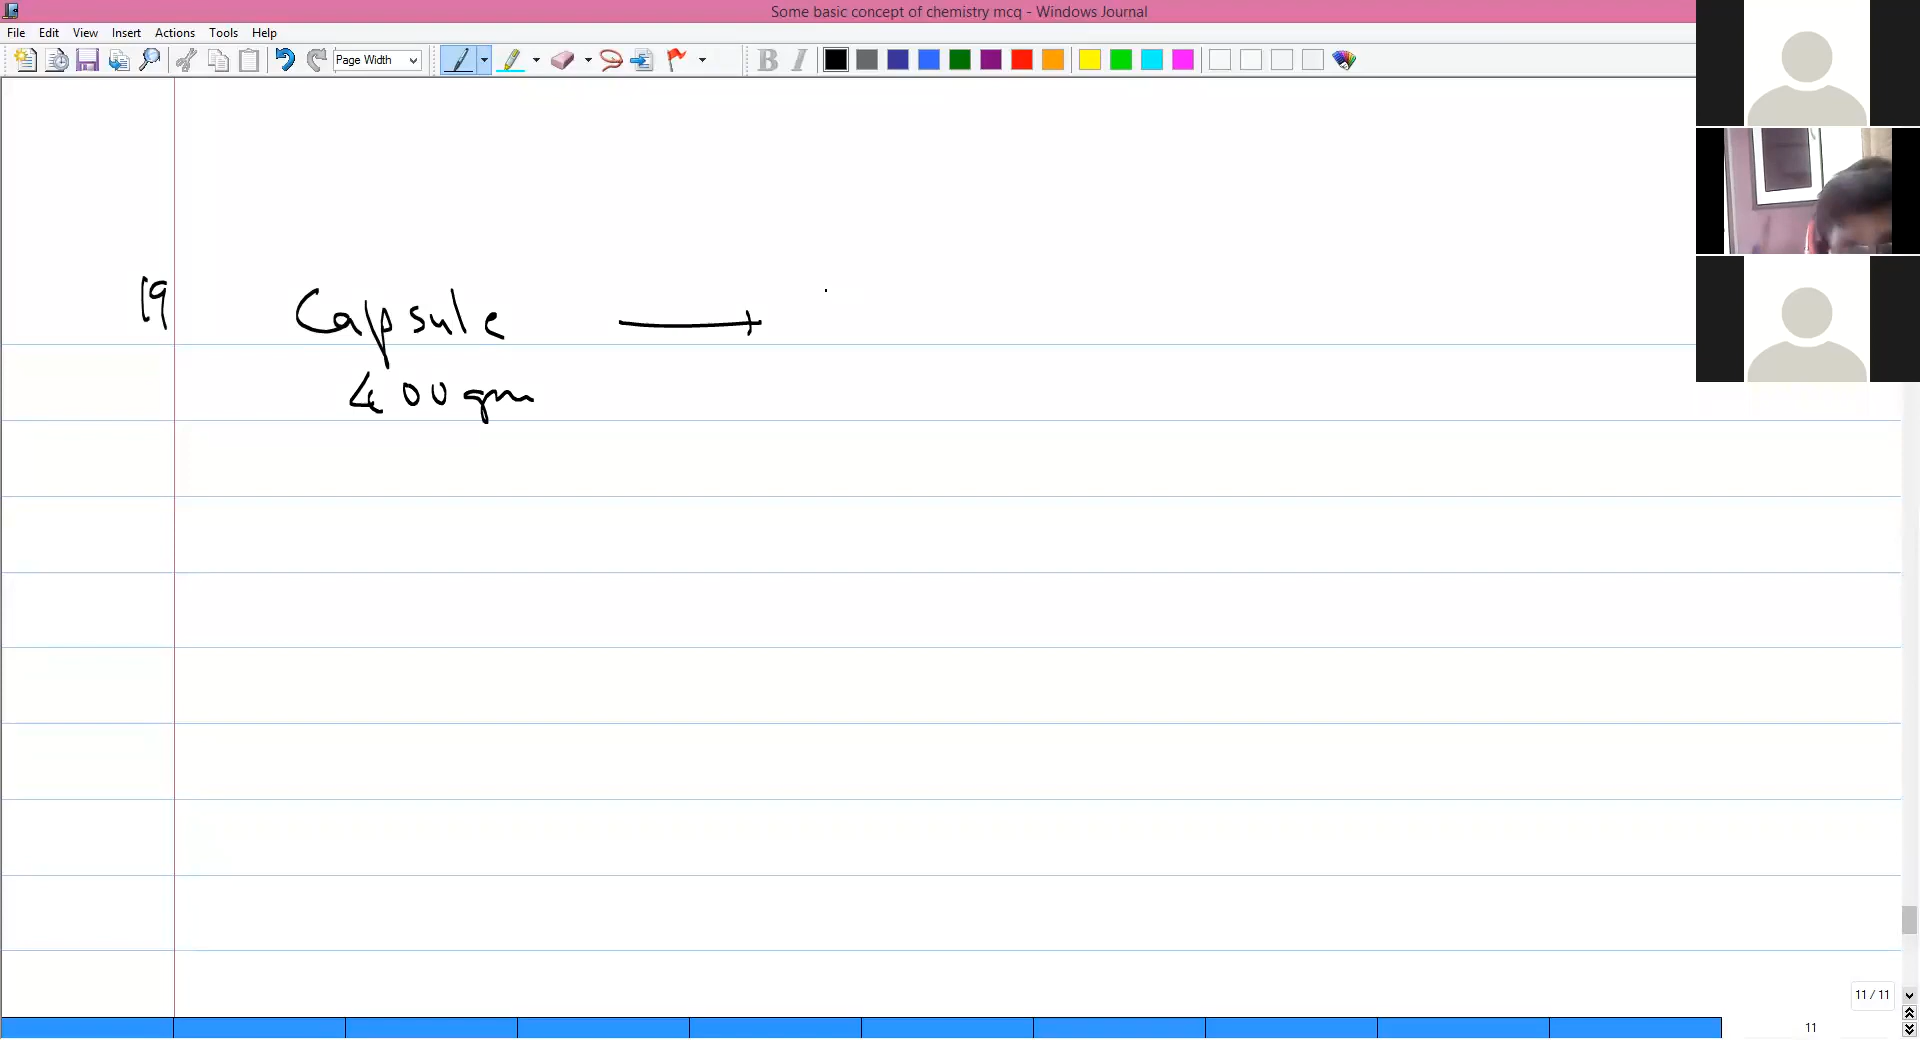 Some basic concept of chemistry mcq - Windows Journal
File Edit View Insert Actions Tools Help
Page Width B I
19 Capsule
400 gm
11 / 11
11